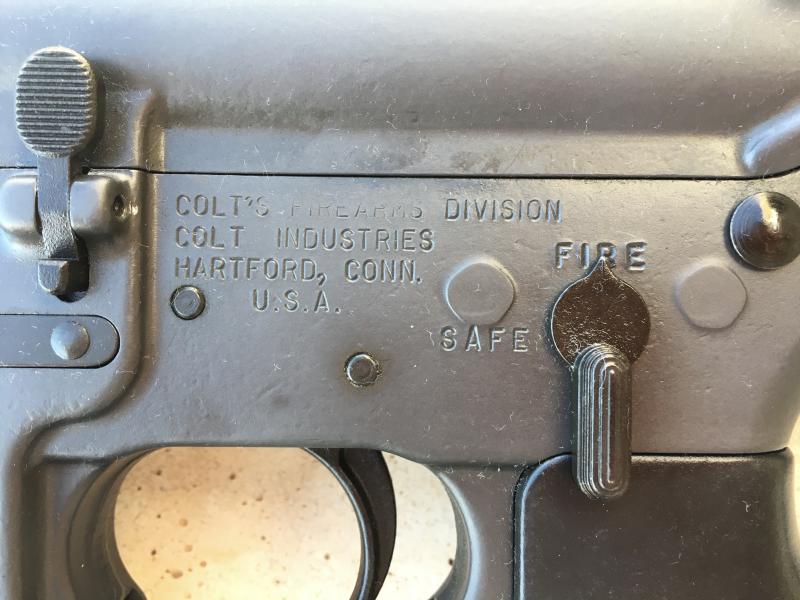 COLT'S FIREARMS DIVISION
COLT INDUSTRIES
HARTFORD, CONN.
U.S.A.
FIRE
SAFE